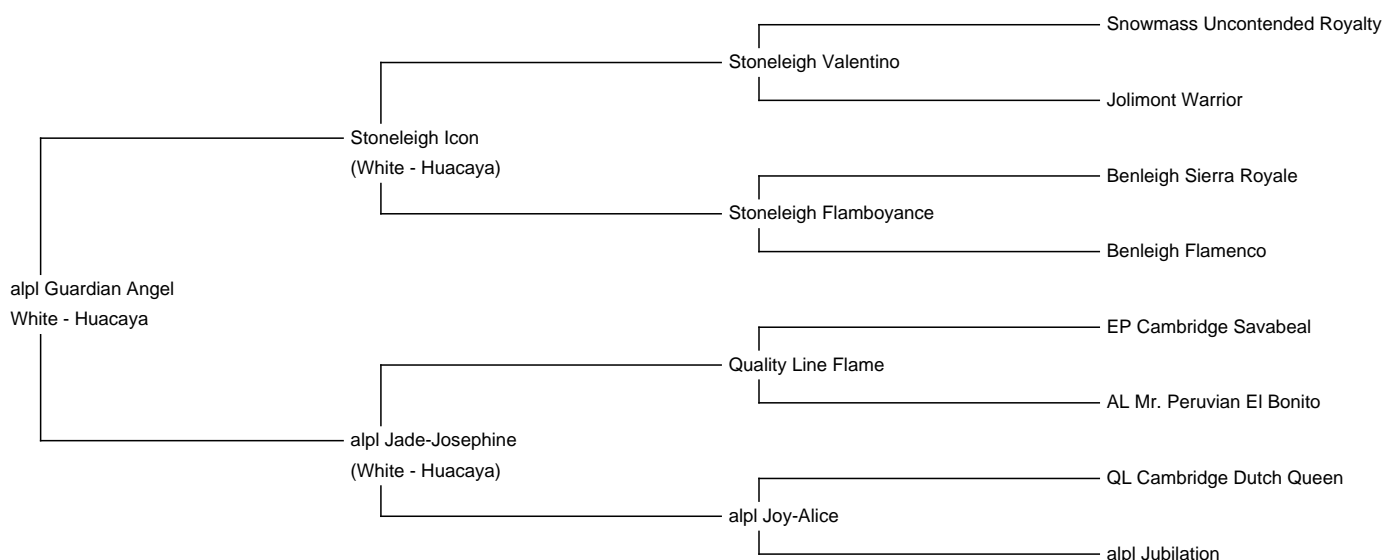 Snowmass Uncontended Royalty
Stoneleigh Valentino
Jolimont Warrior
Stoneleigh Icon
(White - Huacaya)
Benleigh Sierra Royale
Stoneleigh Flamboyance
Benleigh Flamenco
alpl Guardian Angel
White - Huacaya
EP Cambridge Savabeal
Quality Line Flame
AL Mr. Peruvian El Bonito
alpl Jade-Josephine
(White - Huacaya)
QL Cambridge Dutch Queen
alpl Joy-Alice
alpl Jubilation